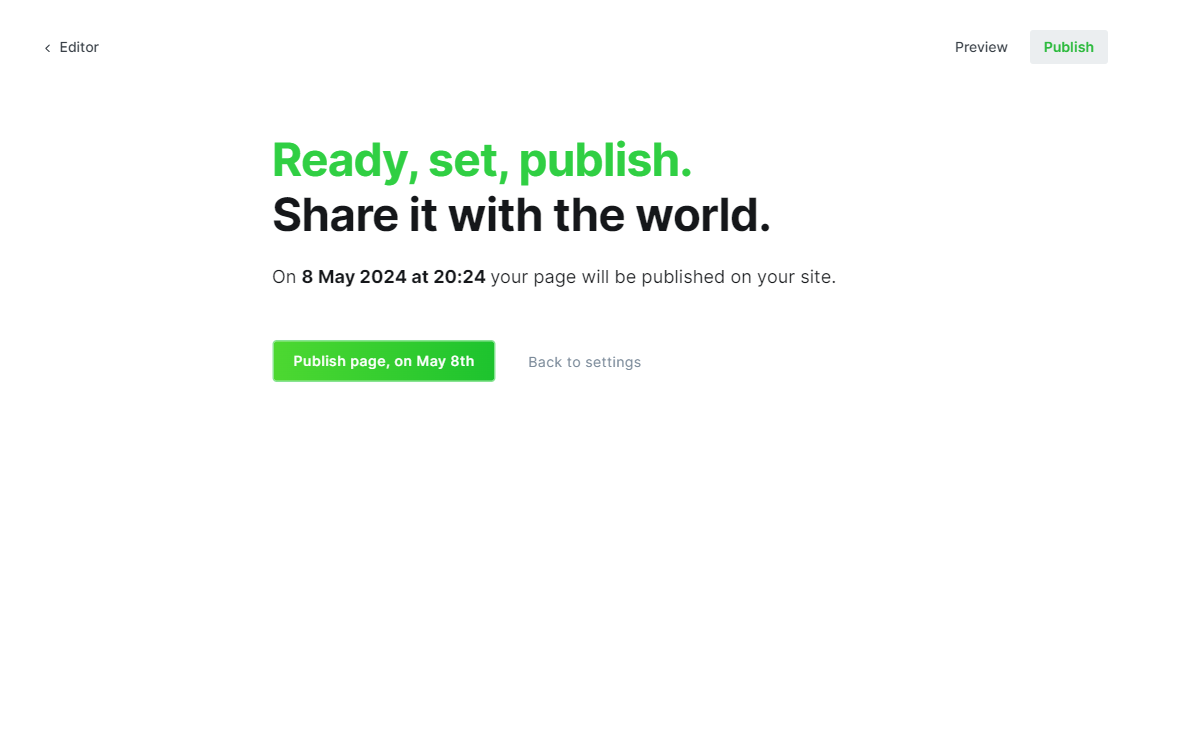 Editor
Preview
Publish
Ready, set, publish.
Share it with the world.
On 8 May 2024 at 20:24 your page will be published on your site.
Publish page, on May 8th
Back to settings